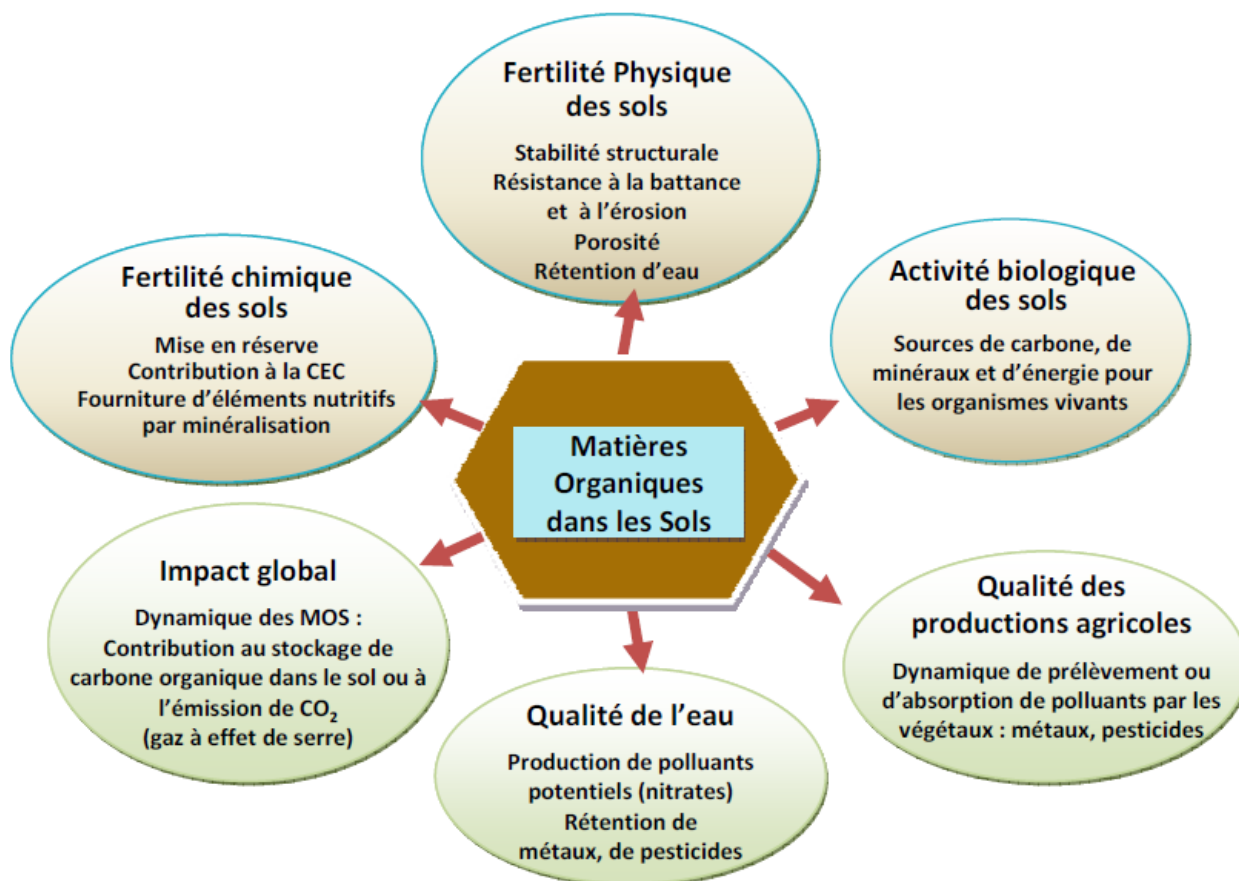 Fertilité Physique
des sols
Stabilité structurale
Résistance à la battance
et à l'érosion
Porosité
Rétention d'eau
Fertilité chimique
des sols
Mise en réserve
Contribution à la CEC
Fourniture d'éléments nutritifs
par minéralisation
Activité biologique
des sols
Sources de carbone, de
minéraux et d'énergie pour
les organismes vivants
Matières
Organiques
dans les Sols
Impact global
Dynamique des MOS :
Contribution au stockage de
carbone organique dans le sol ou à
l'émission de CO₂
(gaz à effet de serre)
Qualité de l'eau
Production de polluants
potentiels (nitrates)
Rétention de
métaux, de pesticides
Qualité des
productions agricoles
Dynamique de prélèvement ou
d'absorption de polluants par les
végétaux : métaux, pesticides